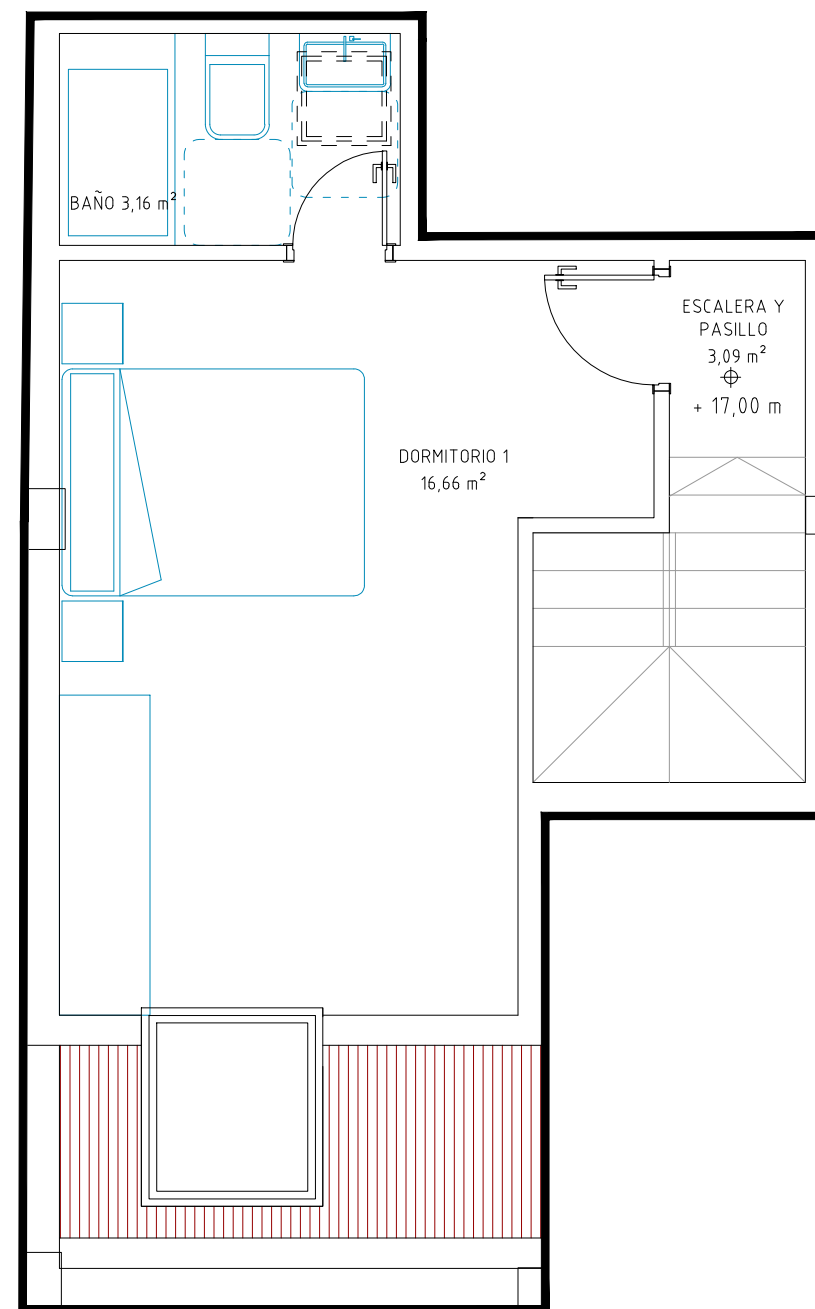 BAÑO 3,16 m²
ESCALERA Y
PASILLO
3,09 m²
+ 17,00 m
DORMITORIO 1
16,66 m²